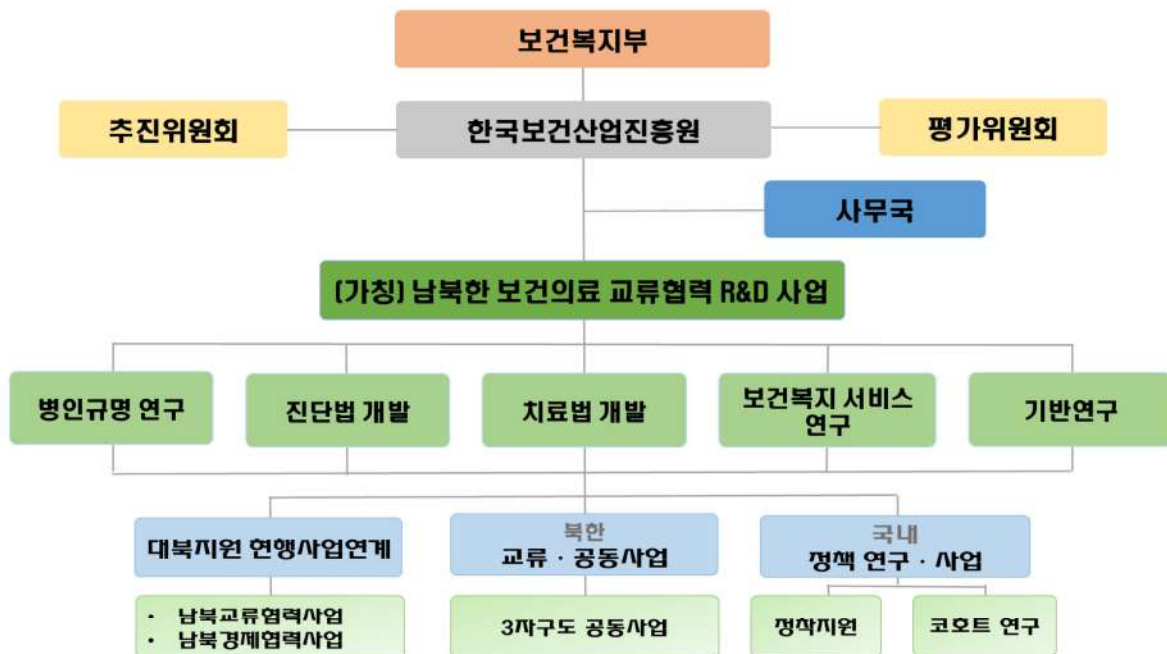 보건복지부
추진위원회
한국보건산업진흥원
평가위원회
사무국
(가칭) 남북한 보건의료 교류협력 R&D 사업
병인규명 연구
진단법 개발
치료법 개발
보건복지 서비스
연구
기반연구
대북지원 현행사업연계
북한
교류 · 공동사업
국내
정책 연구 · 사업
• 남북교류협력사업
• 남북경제협력사업
3자구도 공동사업
정착지원
코호트 연구